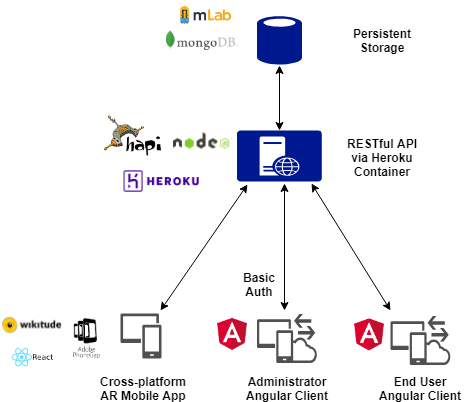 mLab
mongoDB.
Persistent
Storage
hapi
node
RESTful API
via Heroku
Container
HEROKU
Basic
Auth
wikitude
React
Adobe
PhoneGap
Cross-platform
AR Mobile App
Administrator
Angular Client
End User
Angular Client